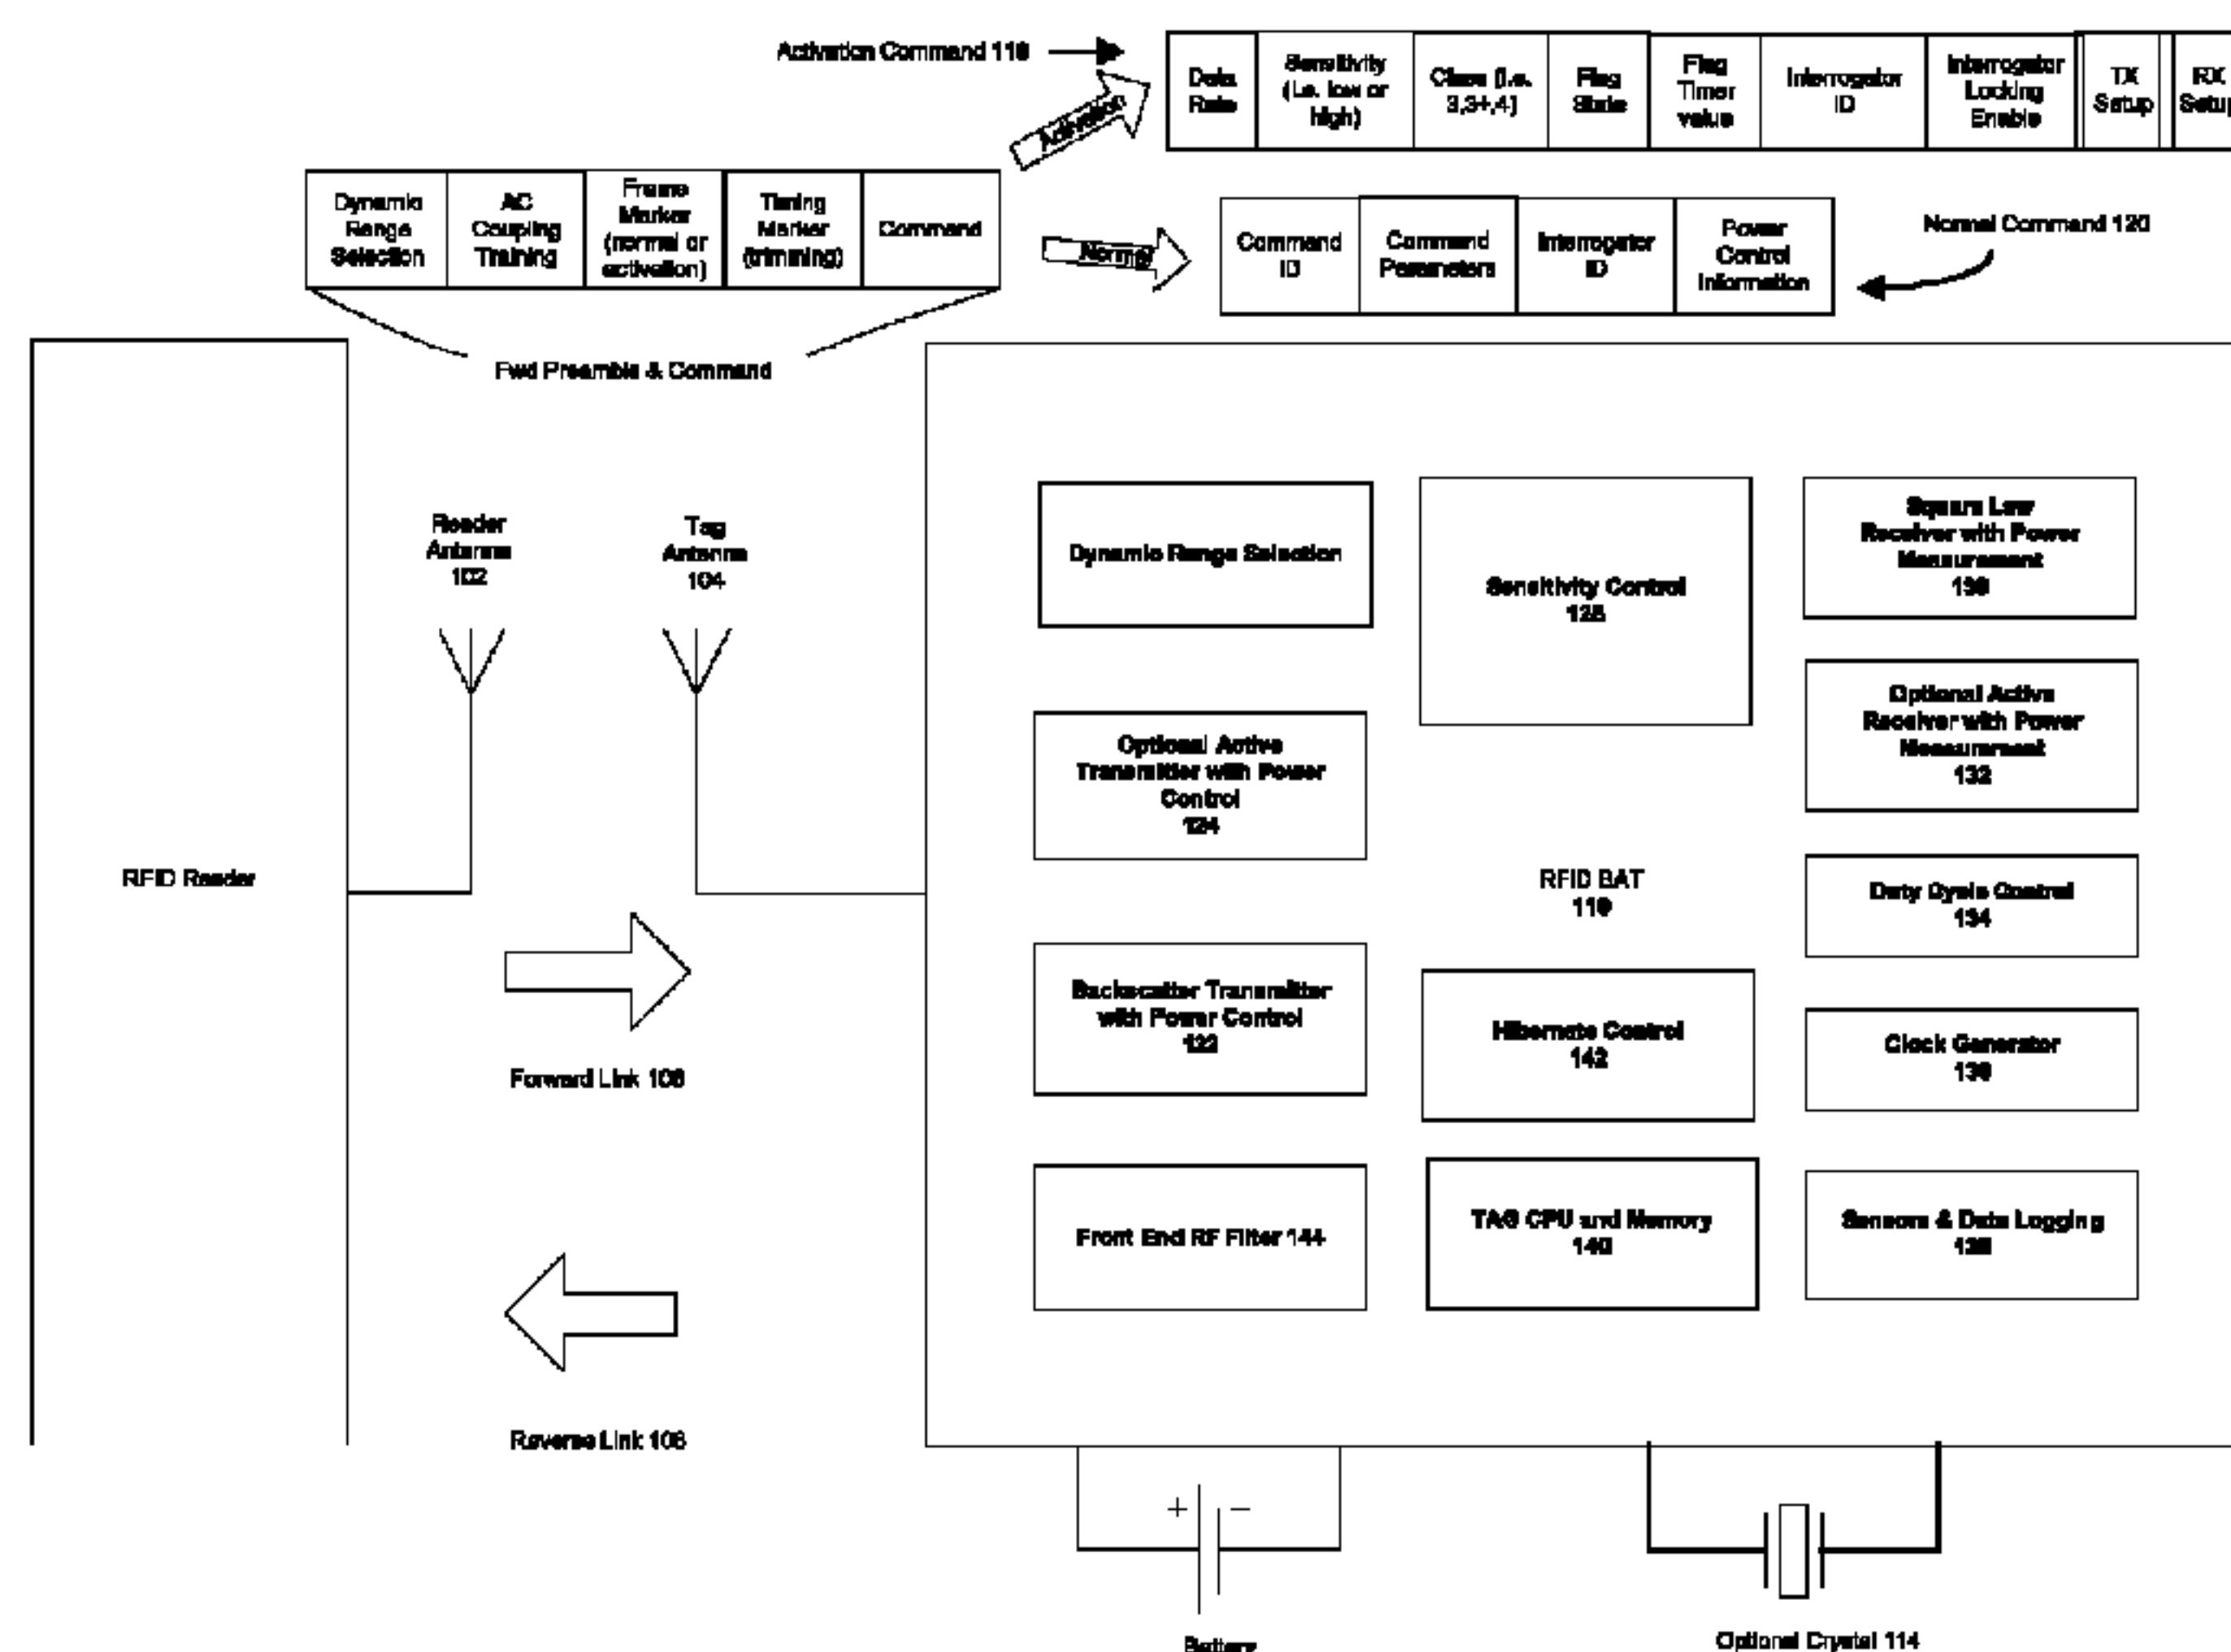 Activation Command 118
Data
Rate
Sensitivity
(i.e. low or
high)
Class (i.e.
3,3+,4)
Flag
State
Flag
Timer
value
Interrogator
ID
Interrogator
Locking
Enable
TX
Setup
RX
Setup
Activation
Dynamic
Range
Selection
AC
Coupling
Training
Frame
Marker
(normal or
activation)
Timing
Marker
(trimming)
Command
Normal
Command
ID
Command
Parameters
Interrogator
ID
Power
Control
Information
Normal Command 120
Fwd Preamble & Command
RFID Reader
Reader
Antenna
102
Tag
Antenna
104
Forward Link 106
Reverse Link 108
Dynamic Range Selection
Sensitivity Control
Square Law
Receiver with Power
Measurement
Optional Active
Transmitter with Power
Control
124
Optional Active
Receiver with Power
Measurement
132
RFID BAT
110
Duty Cycle Control
134
Backscatter Transmitter
with Power Control
122
Hibernate Control
142
Clock Generator
Front End RF Filter 144
TAG CPU and Memory
140
Sensors & Data Logging
+ −
Battery
Optional Crystal 114